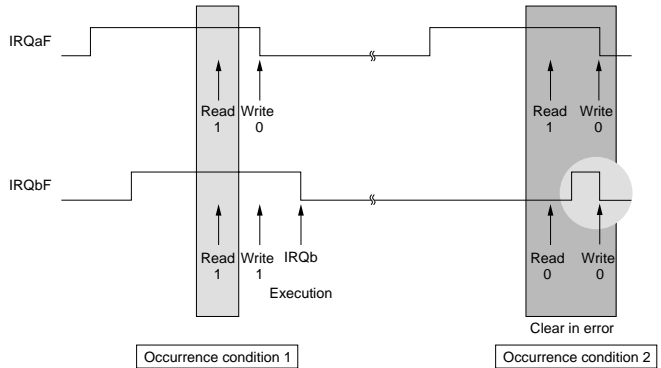 IRQaF
Read Write
1 0
Read Write
1 0
IRQbF
Read Write IRQb
1 1
Execution
Read Write
0 0
Clear in error
Occurrence condition 1
Occurrence condition 2